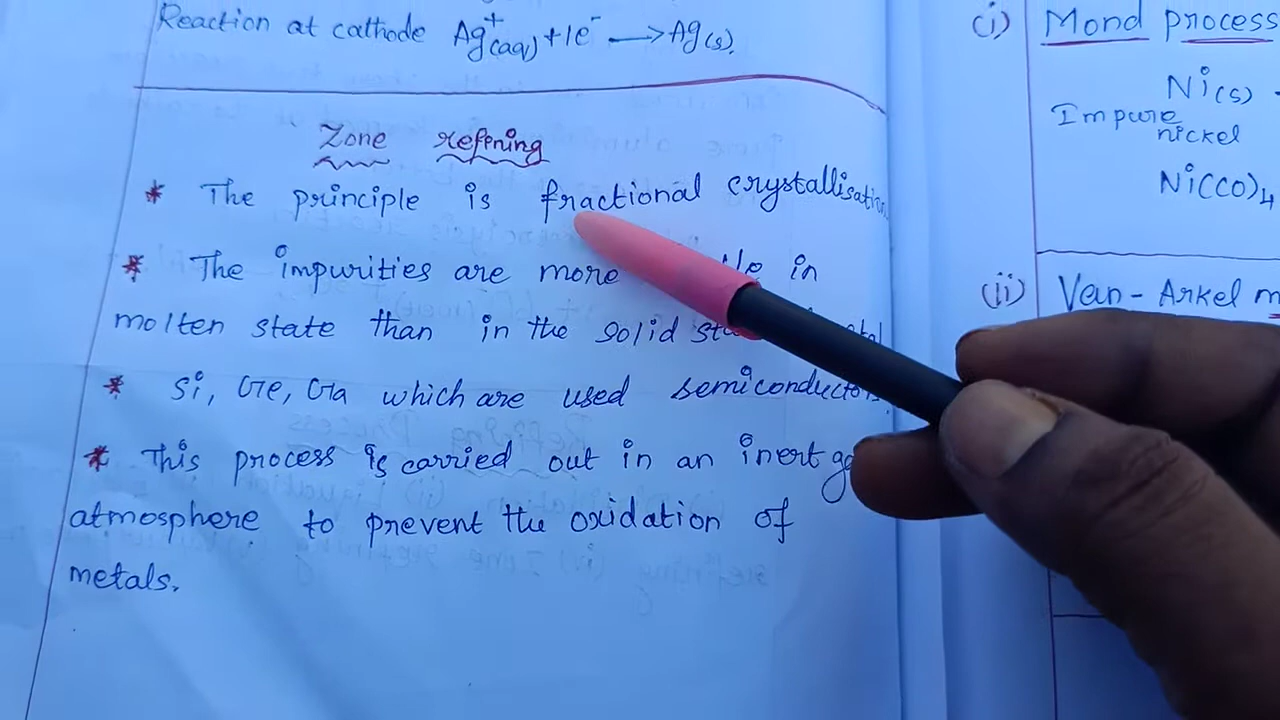 Reaction at cathode Ag⁺(aq) + 1e⁻ → Ag(s).
Zone refining
* The principle is fractional crystallisation
* The impurities are more in
molten state than in the solid
* Si, Ge, Ga which are used semiconductors
* This process is carried out in an inert
atmosphere to prevent the oxidation of
metals.
(i) Mond process
Ni(s)
Impure
nickel
Ni(CO)4
(ii) Van-Arkel